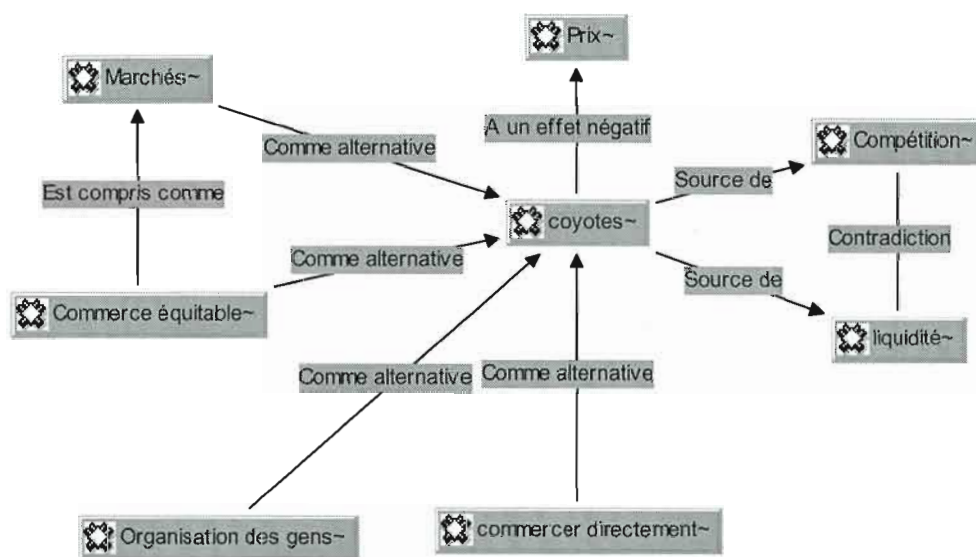 Prix~
Marchés~
A un effet négatif
Compétition~
Comme alternative
Source de
Est compris comme
coyotes~
Contradiction
Comme alternative
Source de
Commerce équitable~
liquidité~
Comme alternative
Comme alternative
Organisation des gens~
commercer directement~